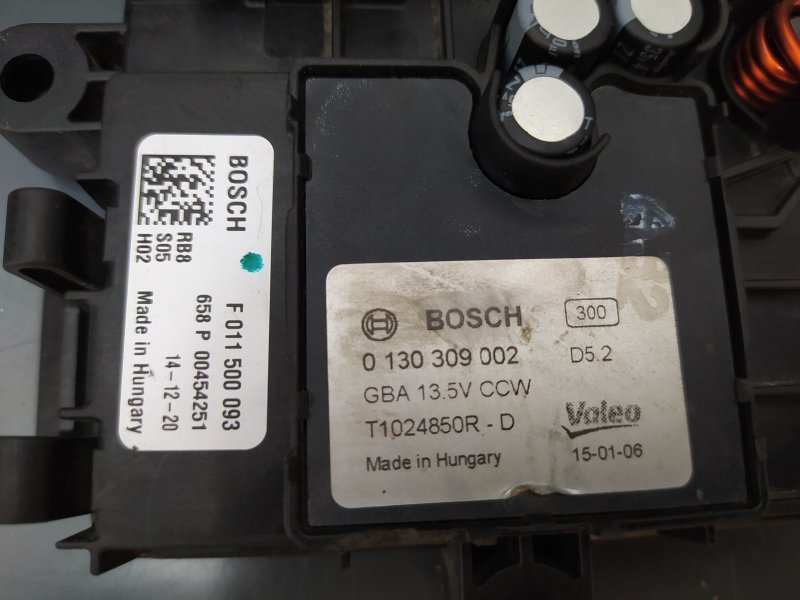 BOSCH
RB8
S05
H02
F 011 500 093
658 P 00454251
14-12-20
Made in Hungary
BOSCH
300
0 130 309 002
D5.2
GBA 13.5V CCW
T1024850R - D
Valeo
Made in Hungary
15-01-06